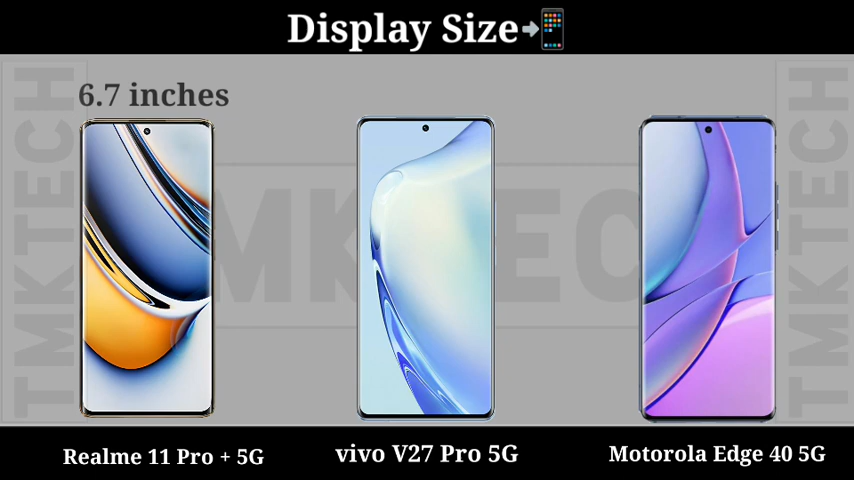 Display Size➡📱
6.7 inches
TMKTECH
TMKTECH
TMKTECH
Realme 11 Pro + 5G
vivo V27 Pro 5G
Motorola Edge 40 5G